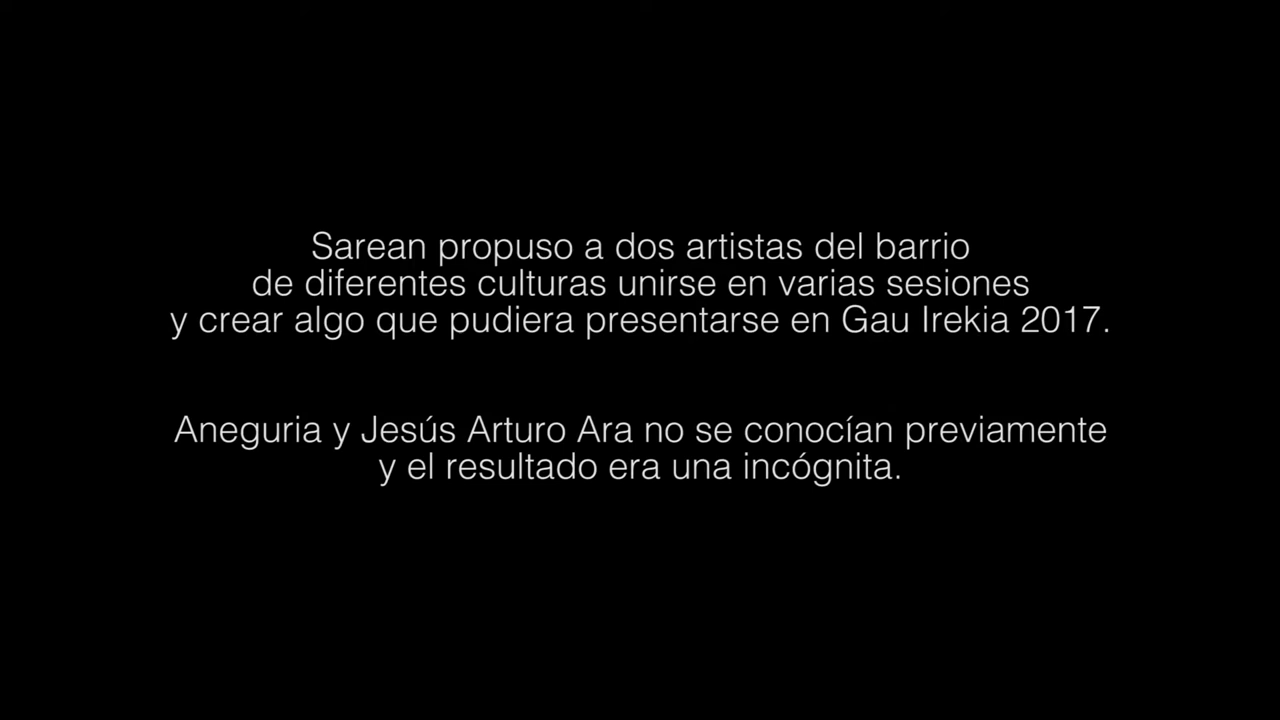 Sarean propuso a dos artistas del barrio
de diferentes culturas unirse en varias sesiones
y crear algo que pudiera presentarse en Gau Irekia 2017.
Aneguria y Jesús Arturo Ara no se conocían previamente
y el resultado era una incógnita.